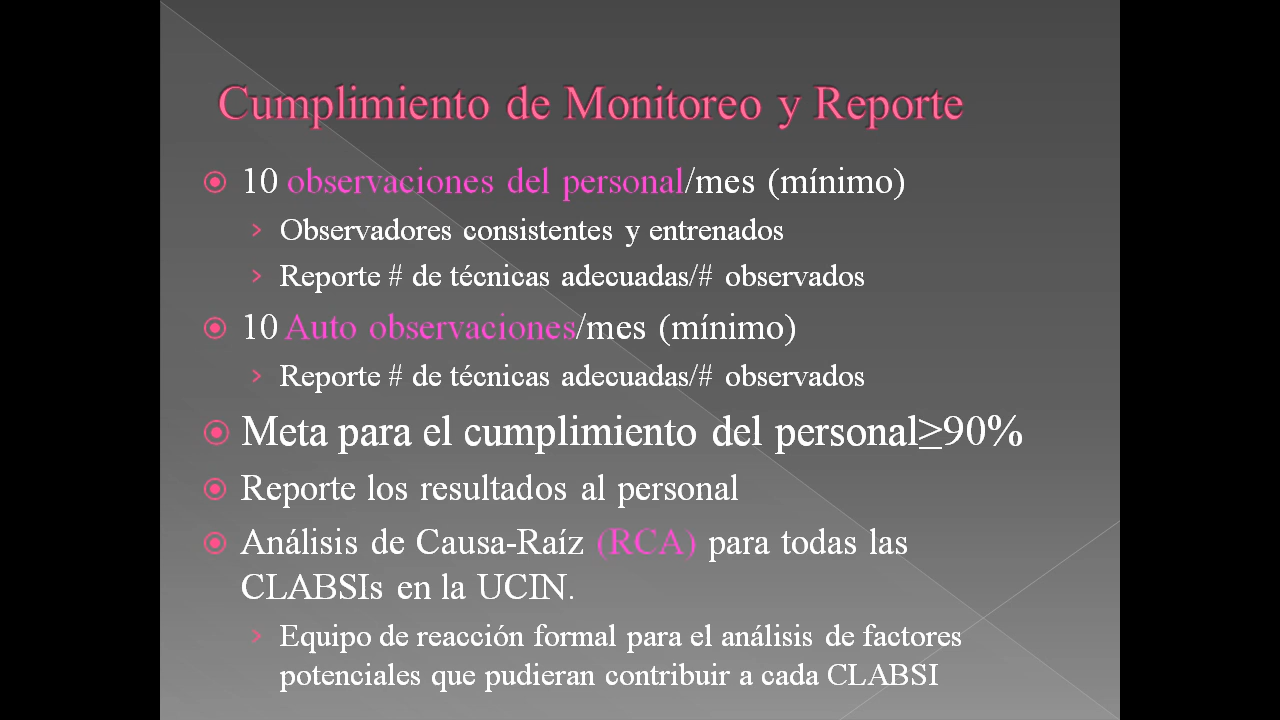 Cumplimiento de Monitoreo y Reporte
10 observaciones del personal/mes (mínimo)
Observadores consistentes y entrenados
Reporte # de técnicas adecuadas/# observados
10 Auto observaciones/mes (mínimo)
Reporte # de técnicas adecuadas/# observados
Meta para el cumplimiento del personal≥90%
Reporte los resultados al personal
Análisis de Causa-Raíz (RCA) para todas las
CLABSIs en la UCIN.
Equipo de reacción formal para el análisis de factores
potenciales que pudieran contribuir a cada CLABSI